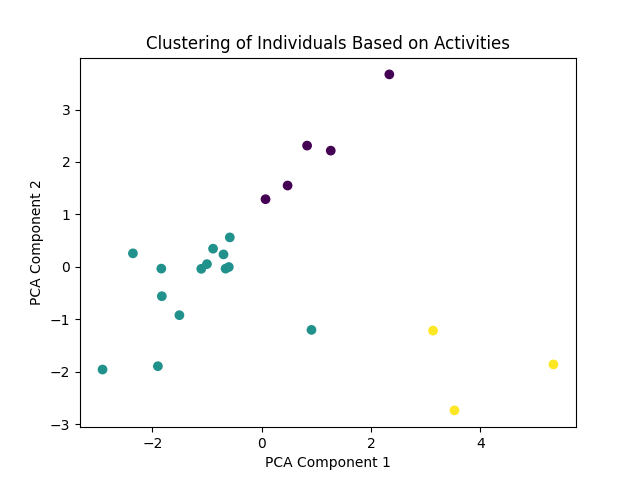 Clustering of Individuals Based on Activities
3
2
1
0
−1
−2
−3
PCA Component 2
−2 0 2 4
PCA Component 1